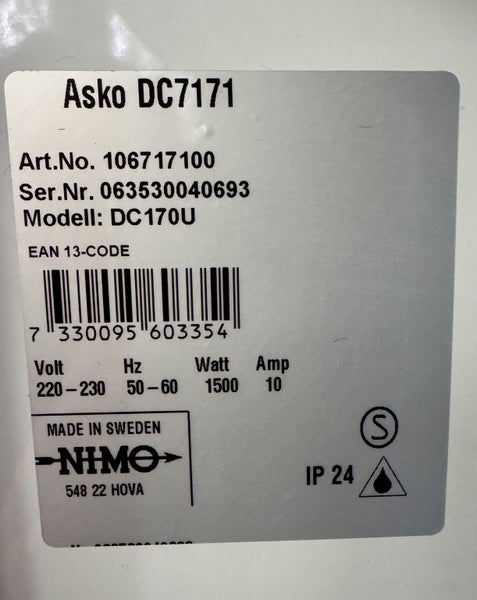 Asko DC7171
Art.No. 106717100
Ser.Nr. 063530040693
Modell: DC170U
EAN 13-CODE
7 330095 603354
Volt Hz Watt Amp
220-230 50-60 1500 10
MADE IN SWEDEN
NIMO
548 22 HOVA
S
IP 24